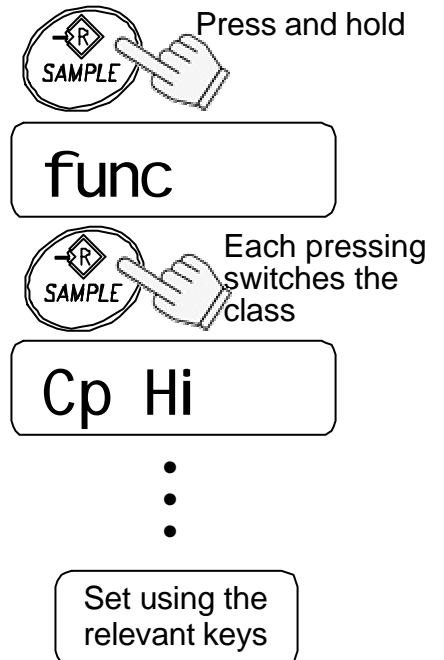 R
SAMPLE
Press and hold
func
R
SAMPLE
Each pressing
switches the
class
Cp Hi
Set using the
relevant keys